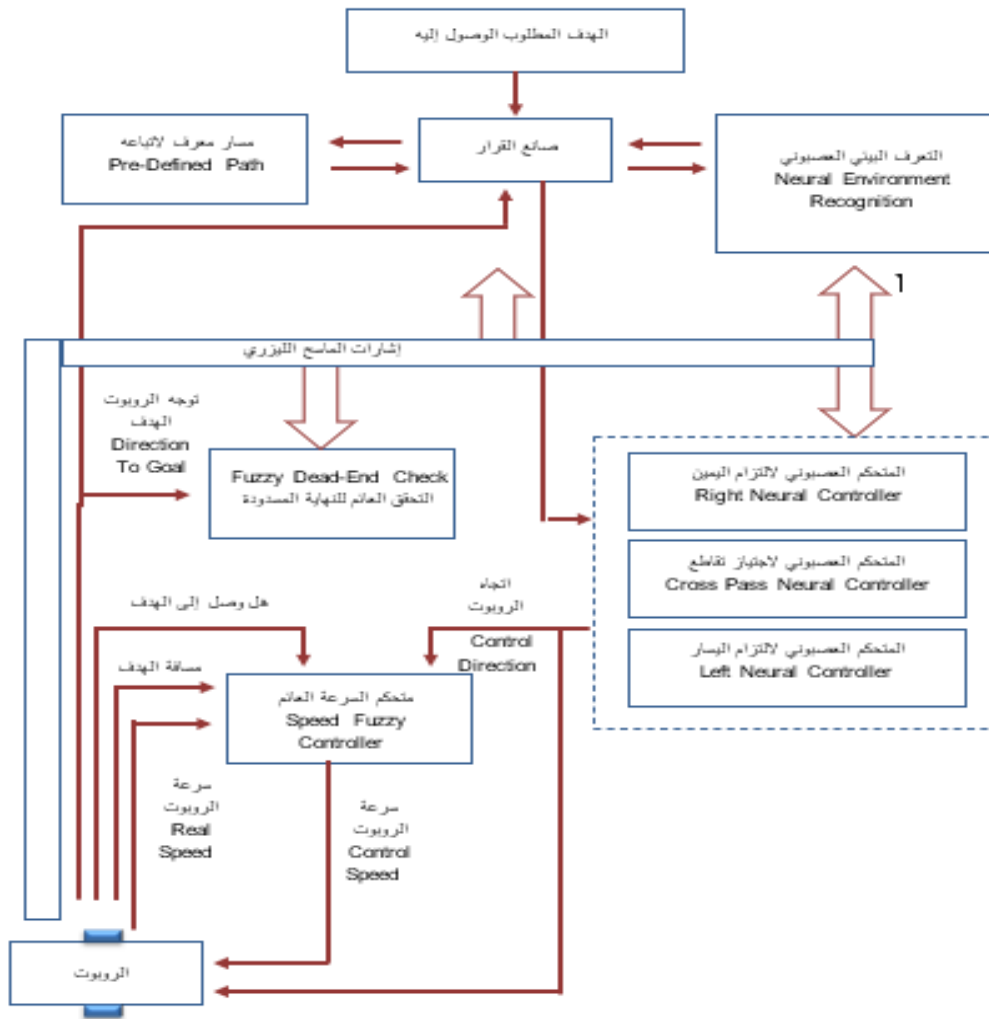 الهدف المطلوب الوصول إليه
مسار معرف لاتباعه
Pre-Defined Path
صانع القرار
التعرف البيئي العصبوني
Neural Environment
Recognition
1
إشارات الماسح الليزري
توجه الروبوت
الهدف
Direction
To Goal
Fuzzy Dead-End Check
التحقق العائم للنهاية المسدودة
المتحكم العصبوني لالتزام اليمين
Right Neural Controller
المتحكم العصبوني لاجتياز تقاطع
Cross Pass Neural Controller
المتحكم العصبوني لالتزام اليسار
Left Neural Controller
اتجاه
الروبوت
Control
Direction
هل وصل إلى الهدف
مسافة الهدف
متحكم السرعة العائم
Speed Fuzzy
Controller
سرعة
الروبوت
Real
Speed
سرعة
الروبوت
Control
Speed
الروبوت